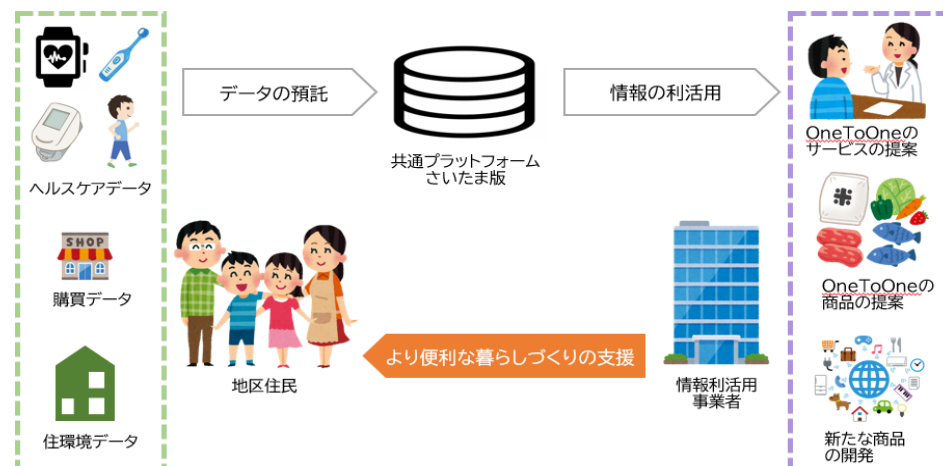 ヘルスケアデータ
SHOP
購買データ
住環境データ
データの預託
共通プラットフォーム
さいたま版
情報の利活用
地区住民
より便利な暮らしづくりの支援
情報利活用
事業者
OneToOneの
サービスの提案
米
OneToOneの
商品の提案
新たな商品
の開発